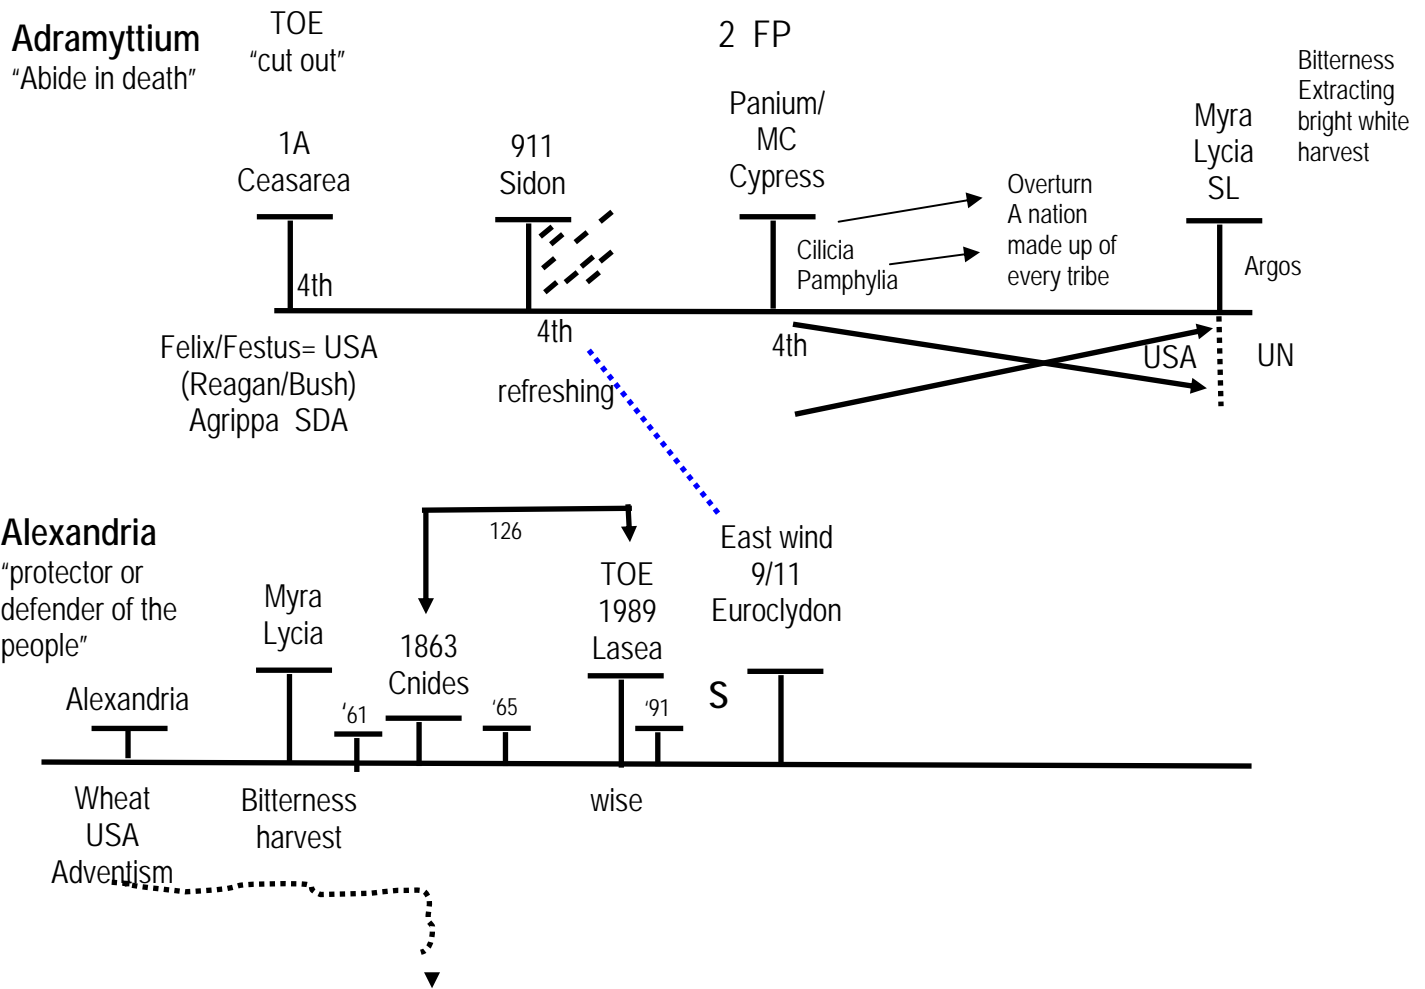 Adramyttium
"Abide in death"
TOE
"cut out"
2 FP
Bitterness
Extracting
bright white
harvest
1A
Ceasarea
911
Sidon
Panium/
MC
Cypress
Myra
Lycia
SL
Overturn
A nation
made up of
every tribe
Cilicia
Pamphylia
Argos
4th
4th
4th
Felix/Festus= USA
(Reagan/Bush)
Agrippa SDA
refreshing
USA
UN
Alexandria
"protector or
defender of the
people"
126
East wind
9/11
Euroclydon
Myra
Lycia
TOE
1989
Lasea
1863
Cnides
Alexandria
'61
'65
'91
S
Wheat
USA
Adventism
Bitterness
harvest
wise